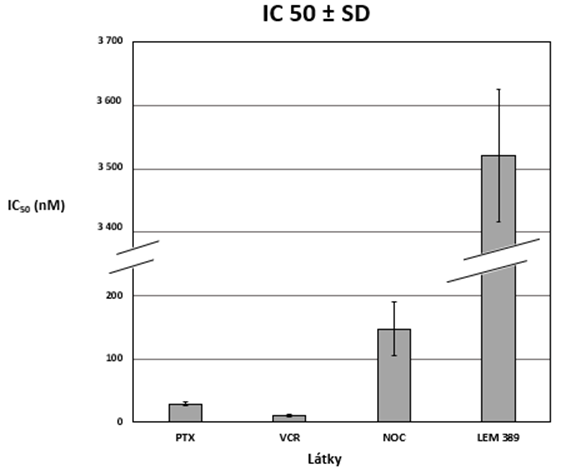 IC 50 ± SD
3 700
3 600
3 500
IC₅₀ (nM)
3 400
200
100
0
PTX VCR NOC LEM 389
Látky